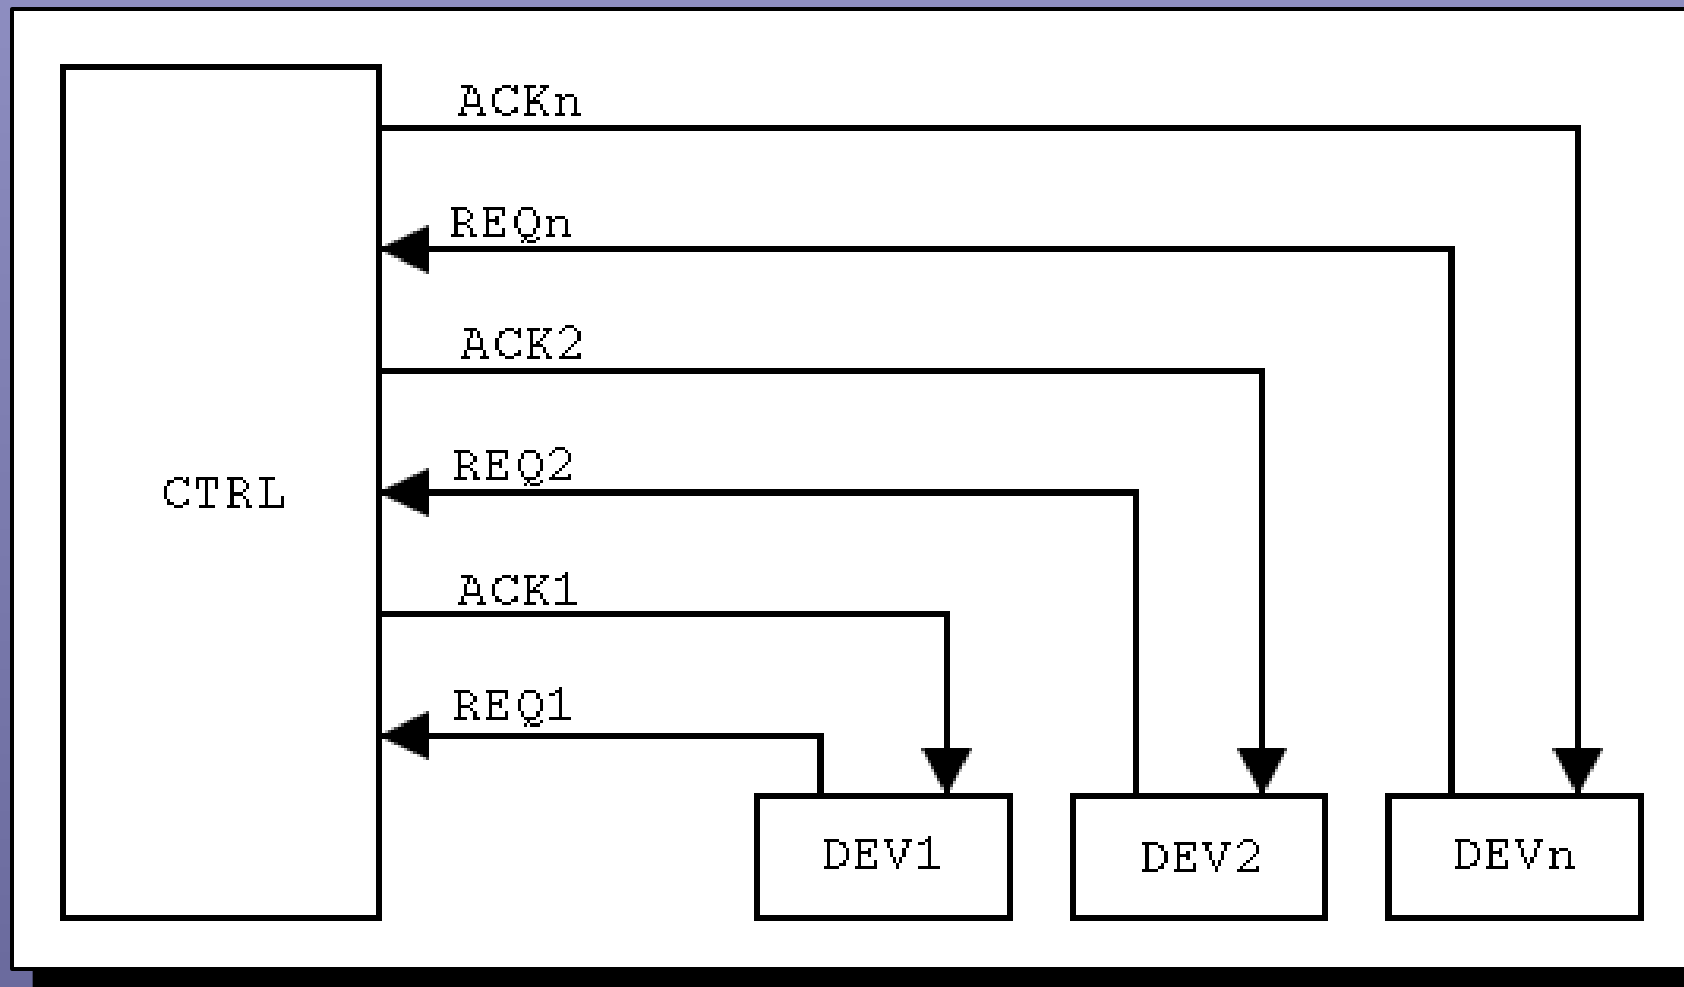 ACKn
REQn
ACK2
REQ2
CTRL
ACK1
REQ1
DEV1
DEV2
DEVn